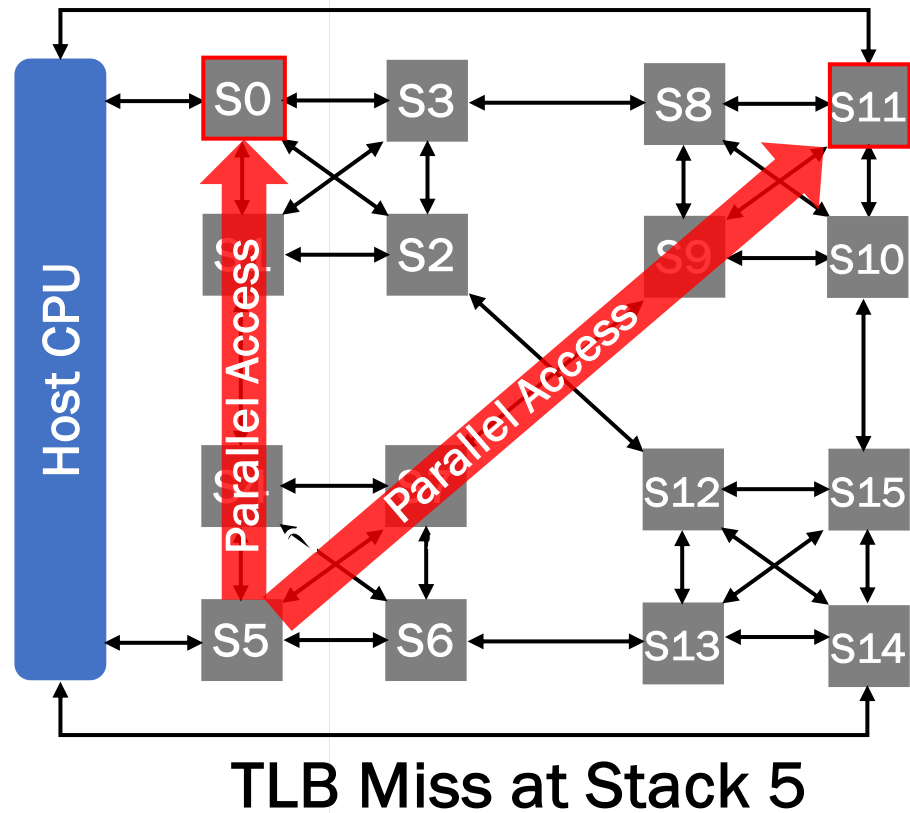 Host CPU
S0
S3
S8
S11
S2
S9
S10
Parallel Access
Parallel Access
S12
S15
S5
S6
S13
S14
TLB Miss at Stack 5